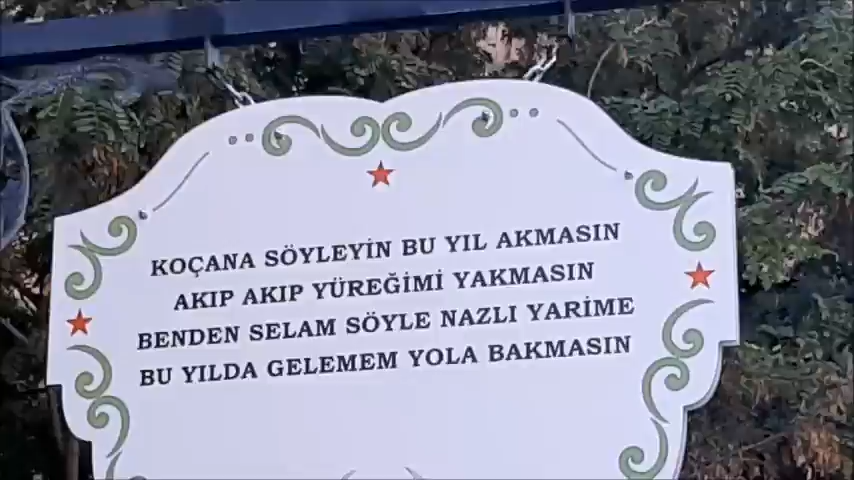 KOÇANA SÖYLEYİN BU YIL AKMASIN
AKIP AKIP YÜREĞİMİ YAKMASIN
BENDEN SELAM SÖYLE NAZLI YARİME
BU YILDA GELEMEM YOLA BAKMASIN